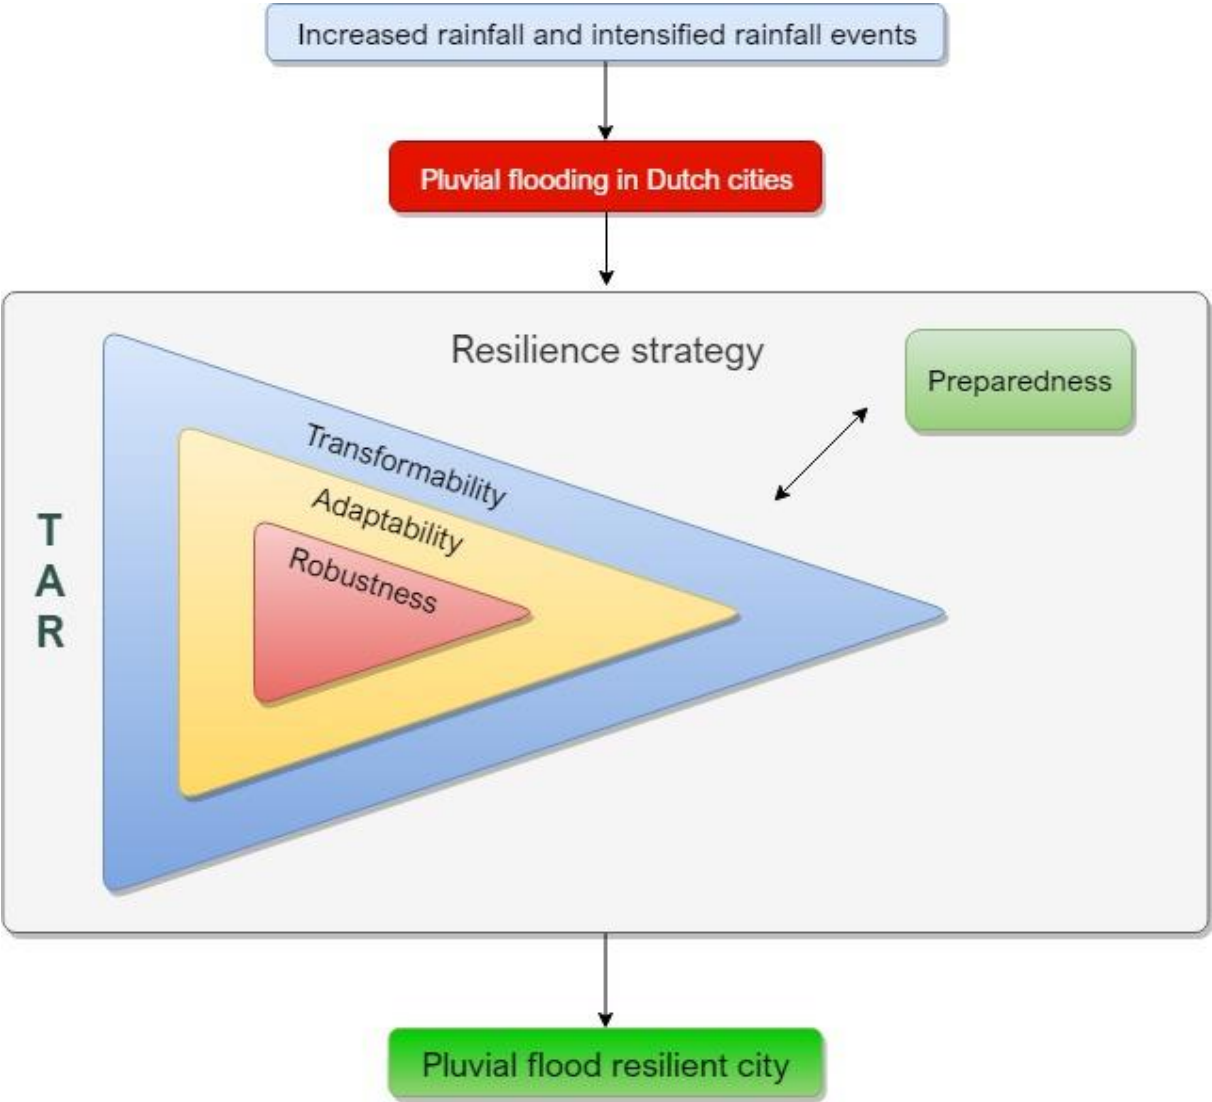 Increased rainfall and intensified rainfall events
Pluvial flooding in Dutch cities
Resilience strategy
Preparedness
Transformability
Adaptability
Robustness
T
A
R
Pluvial flood resilient city